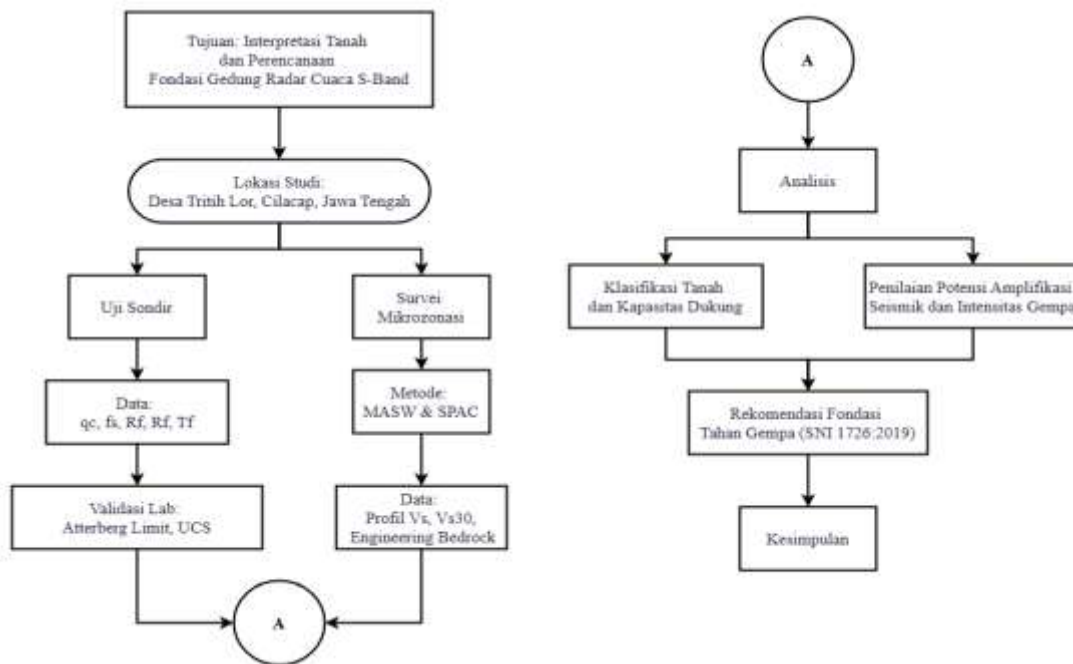 Tujuan: Interpretasi Tanah
dan Perencanaan
Fondasi Gedung Radar Cuaca S-Band
Lokasi Studi:
Desa Tritih Lor, Cilacap, Jawa Tengah
Uji Sondir
Survei
Mikrozonasi
Data:
qc, fs, Rf, Rf, Tf
Metode:
MASW & SPAC
Validasi Lab:
Atterberg Limit, UCS
Data:
Profil Vs, Vs30,
Engineering Bedrock
A
A
Analisis
Klasifikasi Tanah
dan Kapasitas Dukung
Penilaian Potensi Amplifikasi
Seismik dan Intensitas Gempa
Rekomendasi Fondasi
Tahan Gempa (SNI 1726:2019)
Kesimpulan